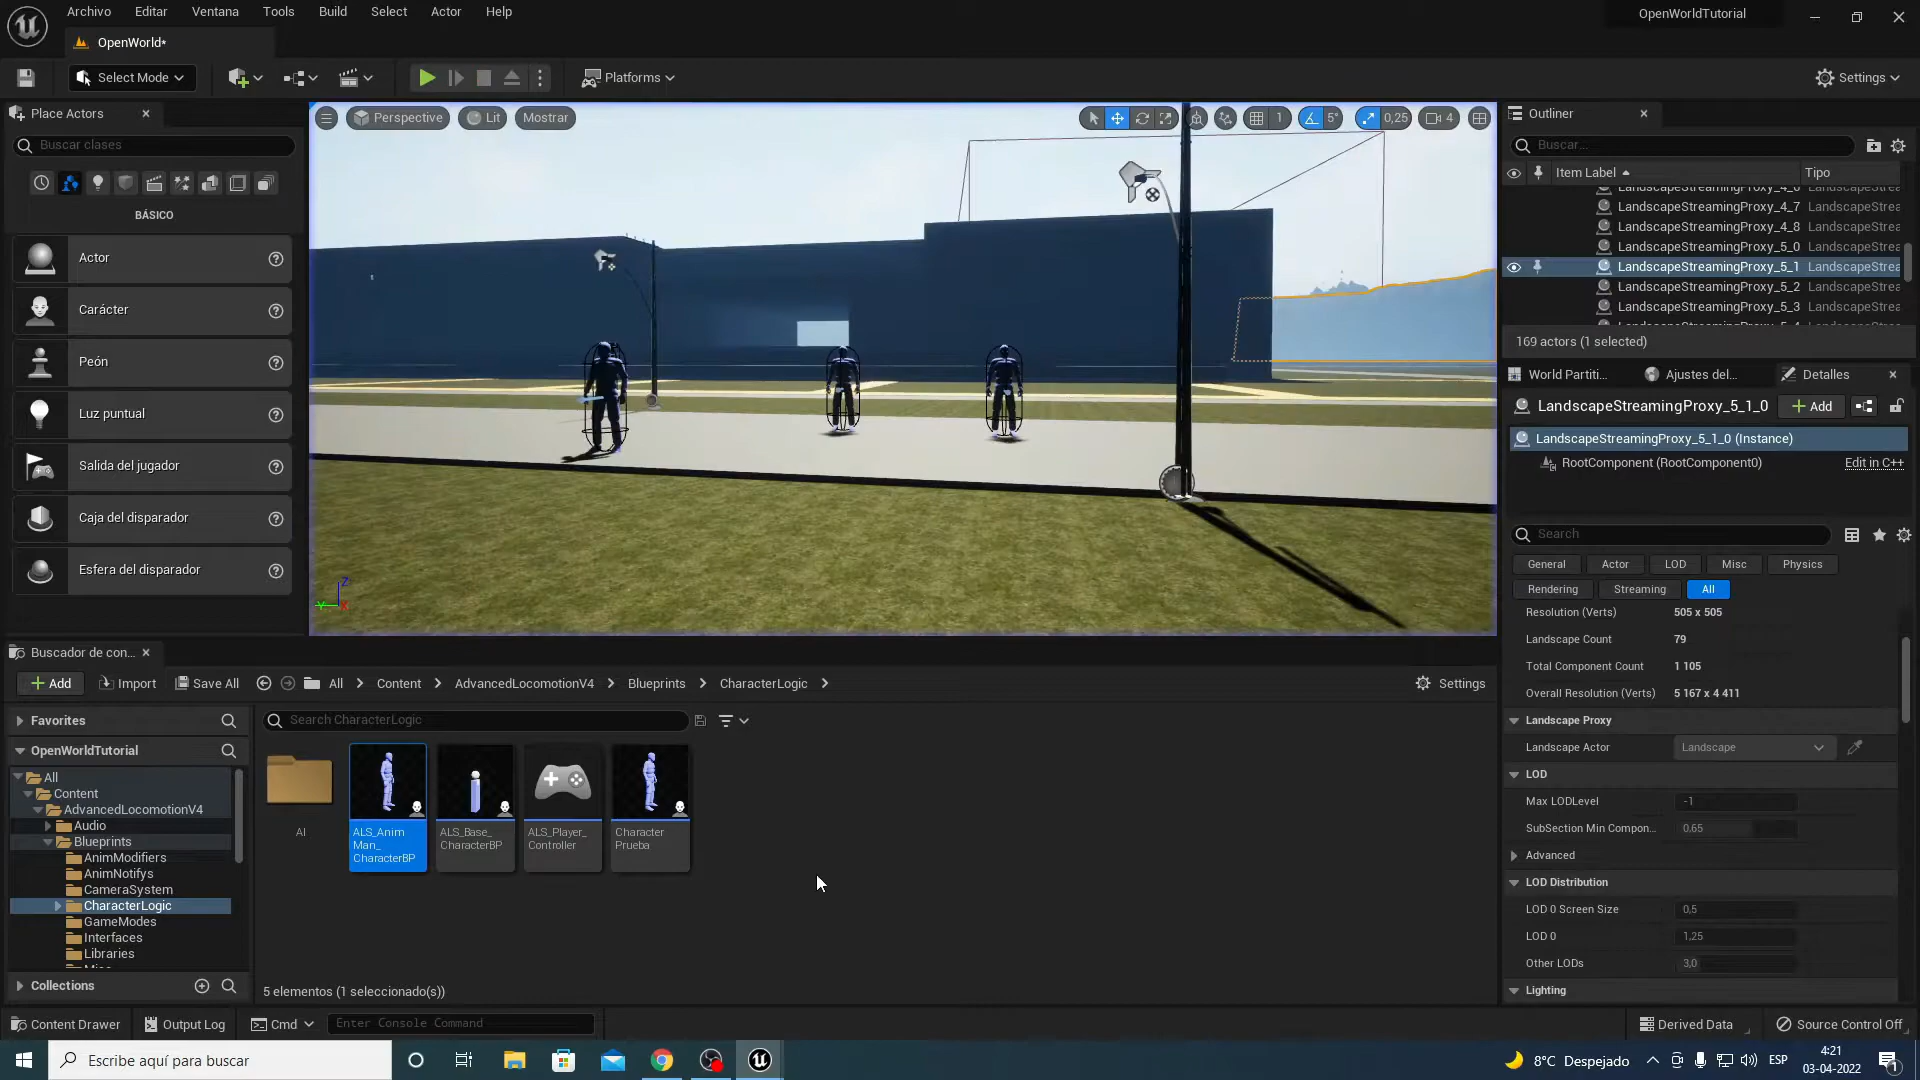 Archivo Editar Ventana Tools Build Select Actor Help
OpenWorldTutorial
OpenWorld*
Select Mode
Platforms
Settings
Place Actors
Buscar clases
BÁSICO
Actor
Carácter
Peón
Luz puntual
Salida del jugador
Caja del disparador
Esfera del disparador
Perspective Lit Mostrar
1 5° 0,25 4
Z
Y X
Outliner
Buscar...
Item Label Tipo
LandscapeStreamingProxy_4_7 LandscapeStrea
LandscapeStreamingProxy_4_8 LandscapeStrea
LandscapeStreamingProxy_5_0 LandscapeStrea
LandscapeStreamingProxy_5_1 LandscapeStrea
LandscapeStreamingProxy_5_2 LandscapeStrea
LandscapeStreamingProxy_5_3 LandscapeStrea
169 actors (1 selected)
World Partiti... Ajustes del... Detalles
LandscapeStreamingProxy_5_1_0 Add
LandscapeStreamingProxy_5_1_0 (Instance)
RootComponent (RootComponent0) Edit in C++
Search
General Actor LOD Misc Physics
Rendering Streaming All
Resolution (Verts) 505 x 505
Landscape Count 79
Total Component Count 1 105
Overall Resolution (Verts) 5 167 x 4 411
Landscape Proxy
Landscape Actor Landscape
LOD
Max LODLevel -1
SubSection Min Compon... 0.65
Advanced
LOD Distribution
LOD 0 Screen Size 0,5
LOD 0 1,25
Other LODs 3,0
Lighting
Buscador de con...
Add Import Save All All Content AdvancedLocomotionV4 Blueprints CharacterLogic Settings
Favorites
OpenWorldTutorial
All
Content
AdvancedLocomotionV4
Audio
Blueprints
AnimModifiers
AnimNotifys
CameraSystem
CharacterLogic
GameModes
Interfaces
Libraries
Collections
Search CharacterLogic
AI
ALS_Anim
Man_
CharacterBP
ALS_Base_
CharacterBP
ALS_Player_
Controller
Character
Prueba
5 elementos (1 seleccionado(s))
Content Drawer Output Log Cmd Enter Console Command Derived Data Source Control Off
Escribe aquí para buscar
8°C Despejado ESP
4:21
03-04-2022
1